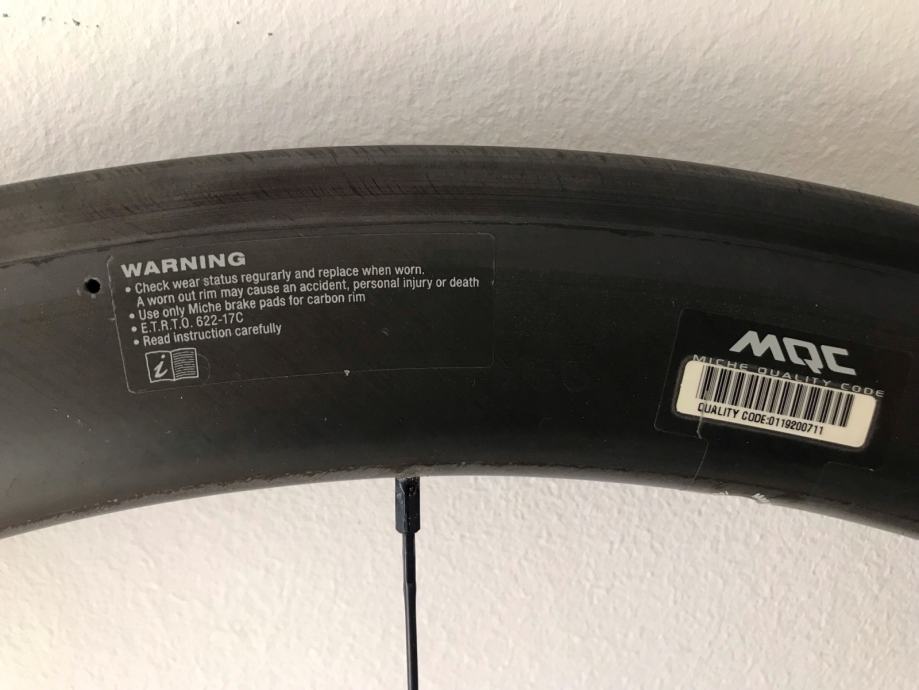 WARNING
• Check wear status regurarly and replace when worn.
A worn out rim may cause an accident, personal injury or death
• Use only Miche brake pads for carbon rim
• E.T.R.T.O. 622-17C
• Read instruction carefully
i
MQC
MICHE QUALITY CODE
QUALITY CODE:0119200711